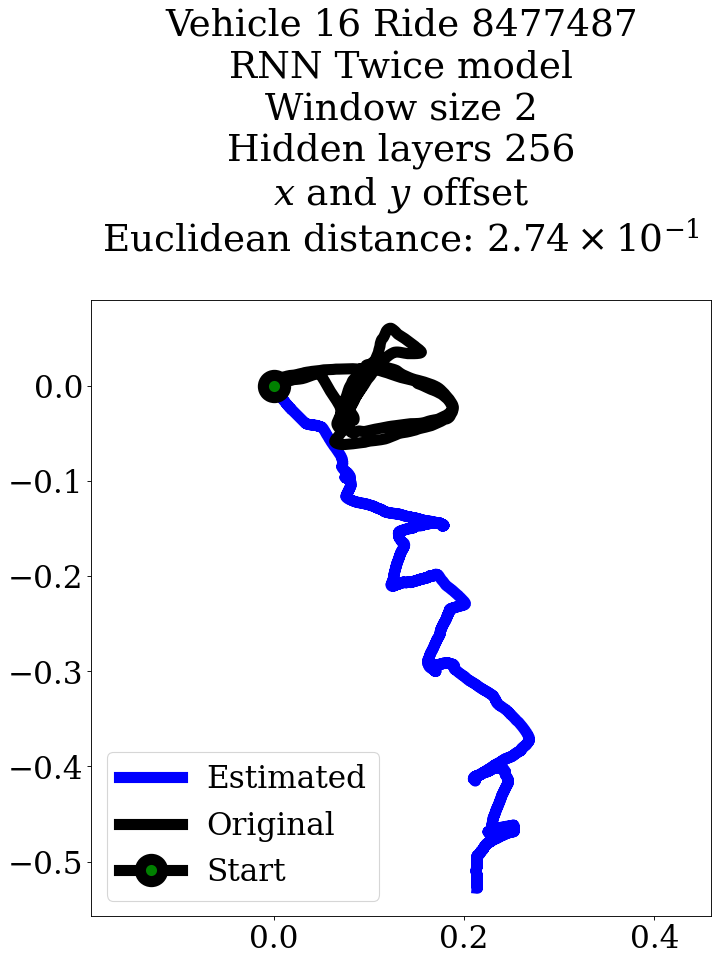 Vehicle 16 Ride 8477487
RNN Twice model
Window size 2
Hidden layers 256
x and y offset
Euclidean distance: 2.74 × 10⁻¹
0.0
−0.1
−0.2
−0.3
−0.4
−0.5
Estimated
Original
Start
0.0 0.2 0.4